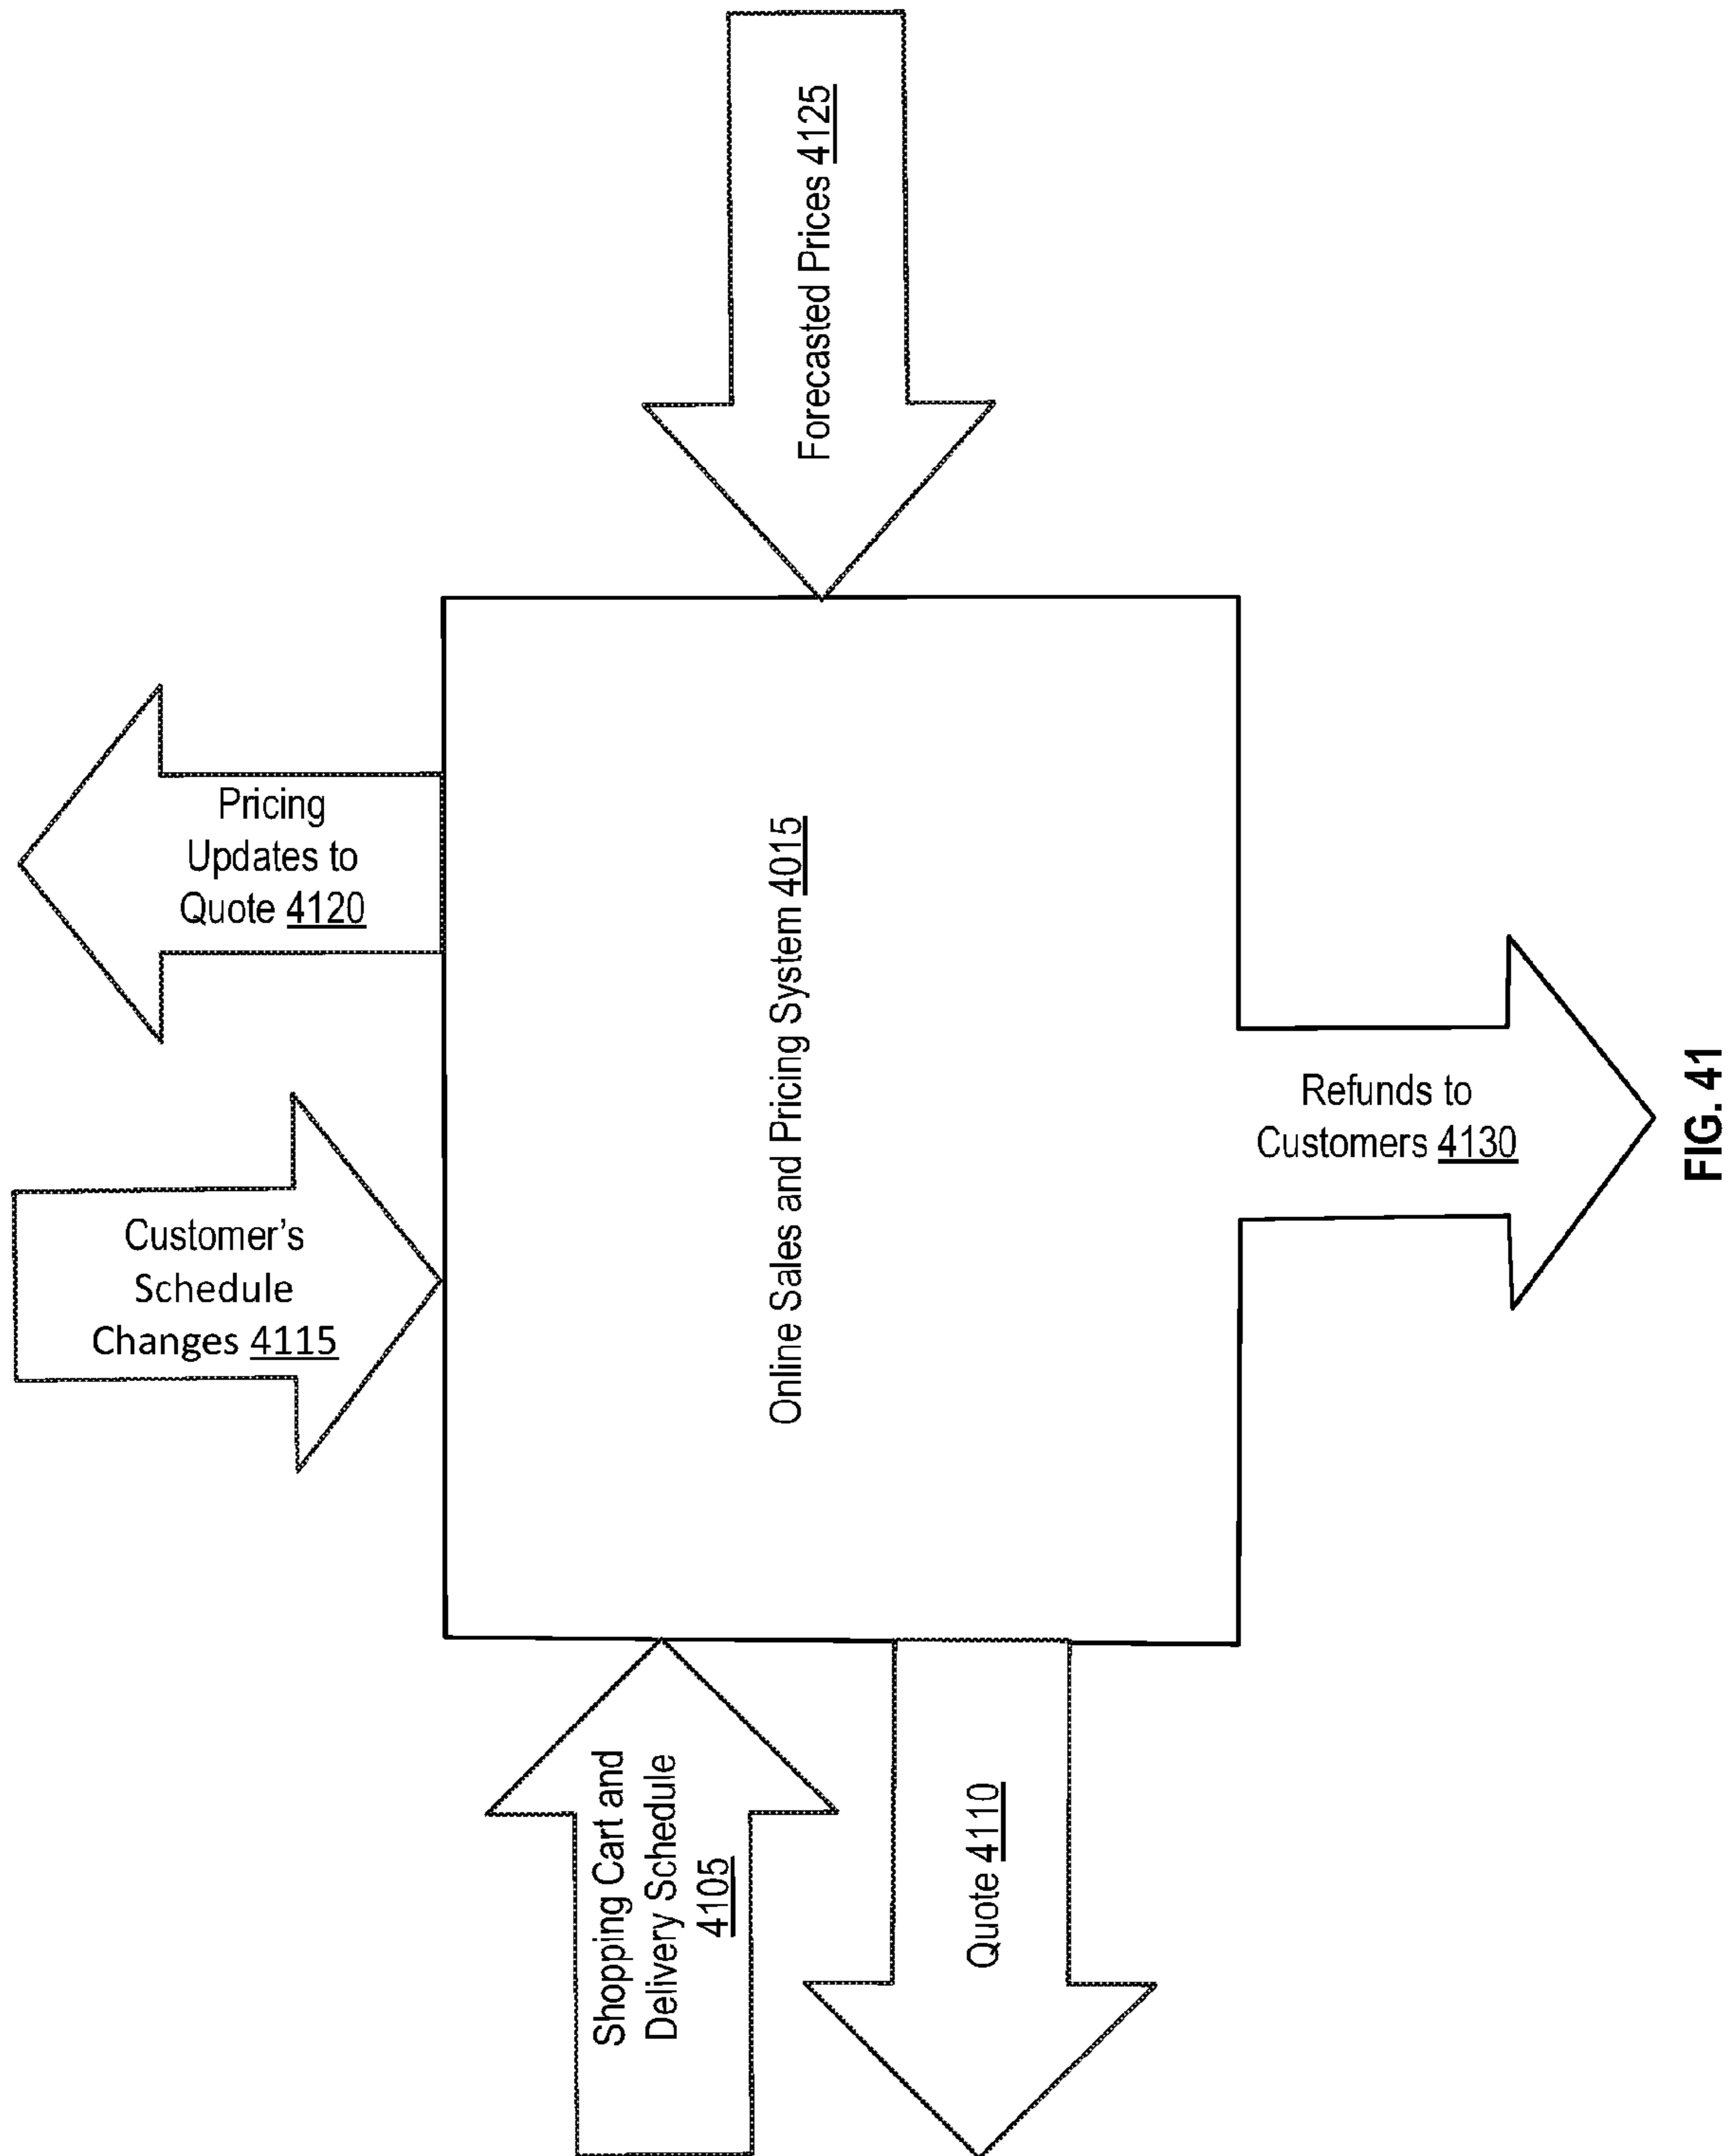 Forecasted Prices 4125
Pricing
Updates to
Quote 4120
Online Sales and Pricing System 4015
Customer's
Schedule
Changes 4115
Refunds to
Customers 4130
Shopping Cart and
Delivery Schedule
4105
Quote 4110
FIG. 41